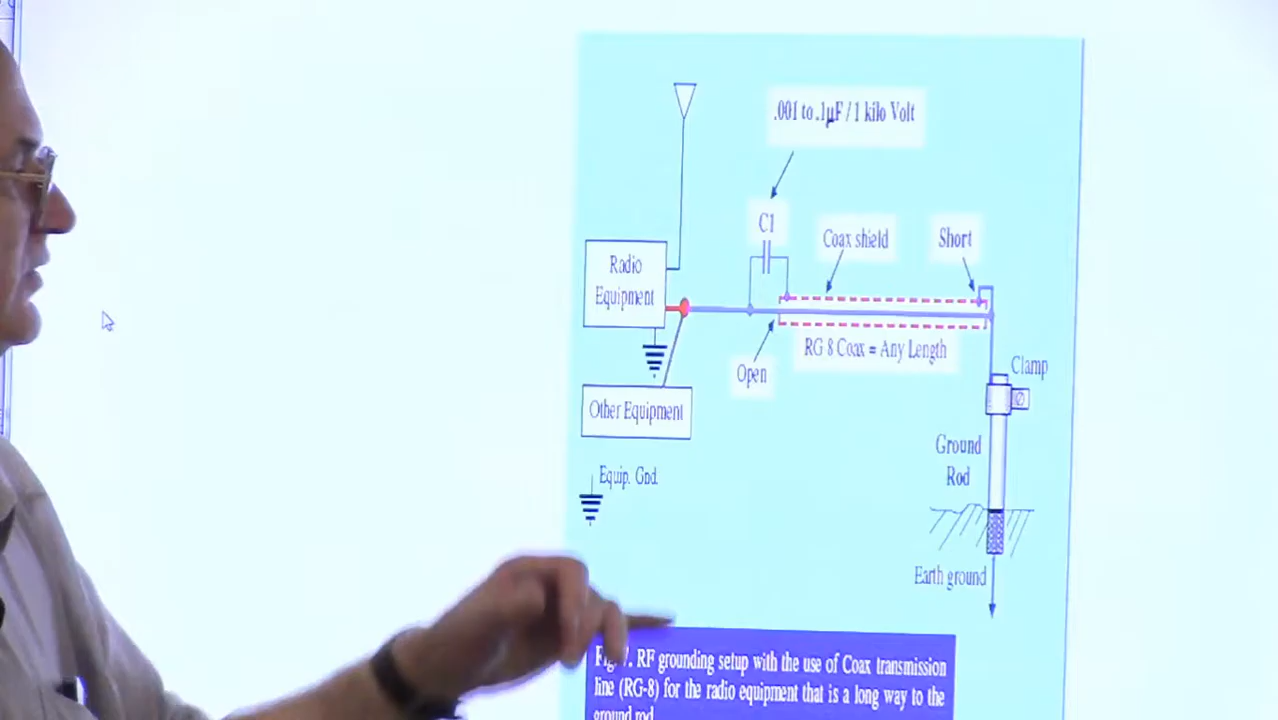 .001 to .1µF / 1 kilo Volt
C1
Coax shield
Short
Radio
Equipment
RG 8 Coax = Any Length
Open
Clamp
Other Equipment
Ground
Rod
Equip. Gnd.
Earth ground
RF grounding setup with the use of Coax transmission
line (RG-8) for the radio equipment that is a long way to the
ground rod